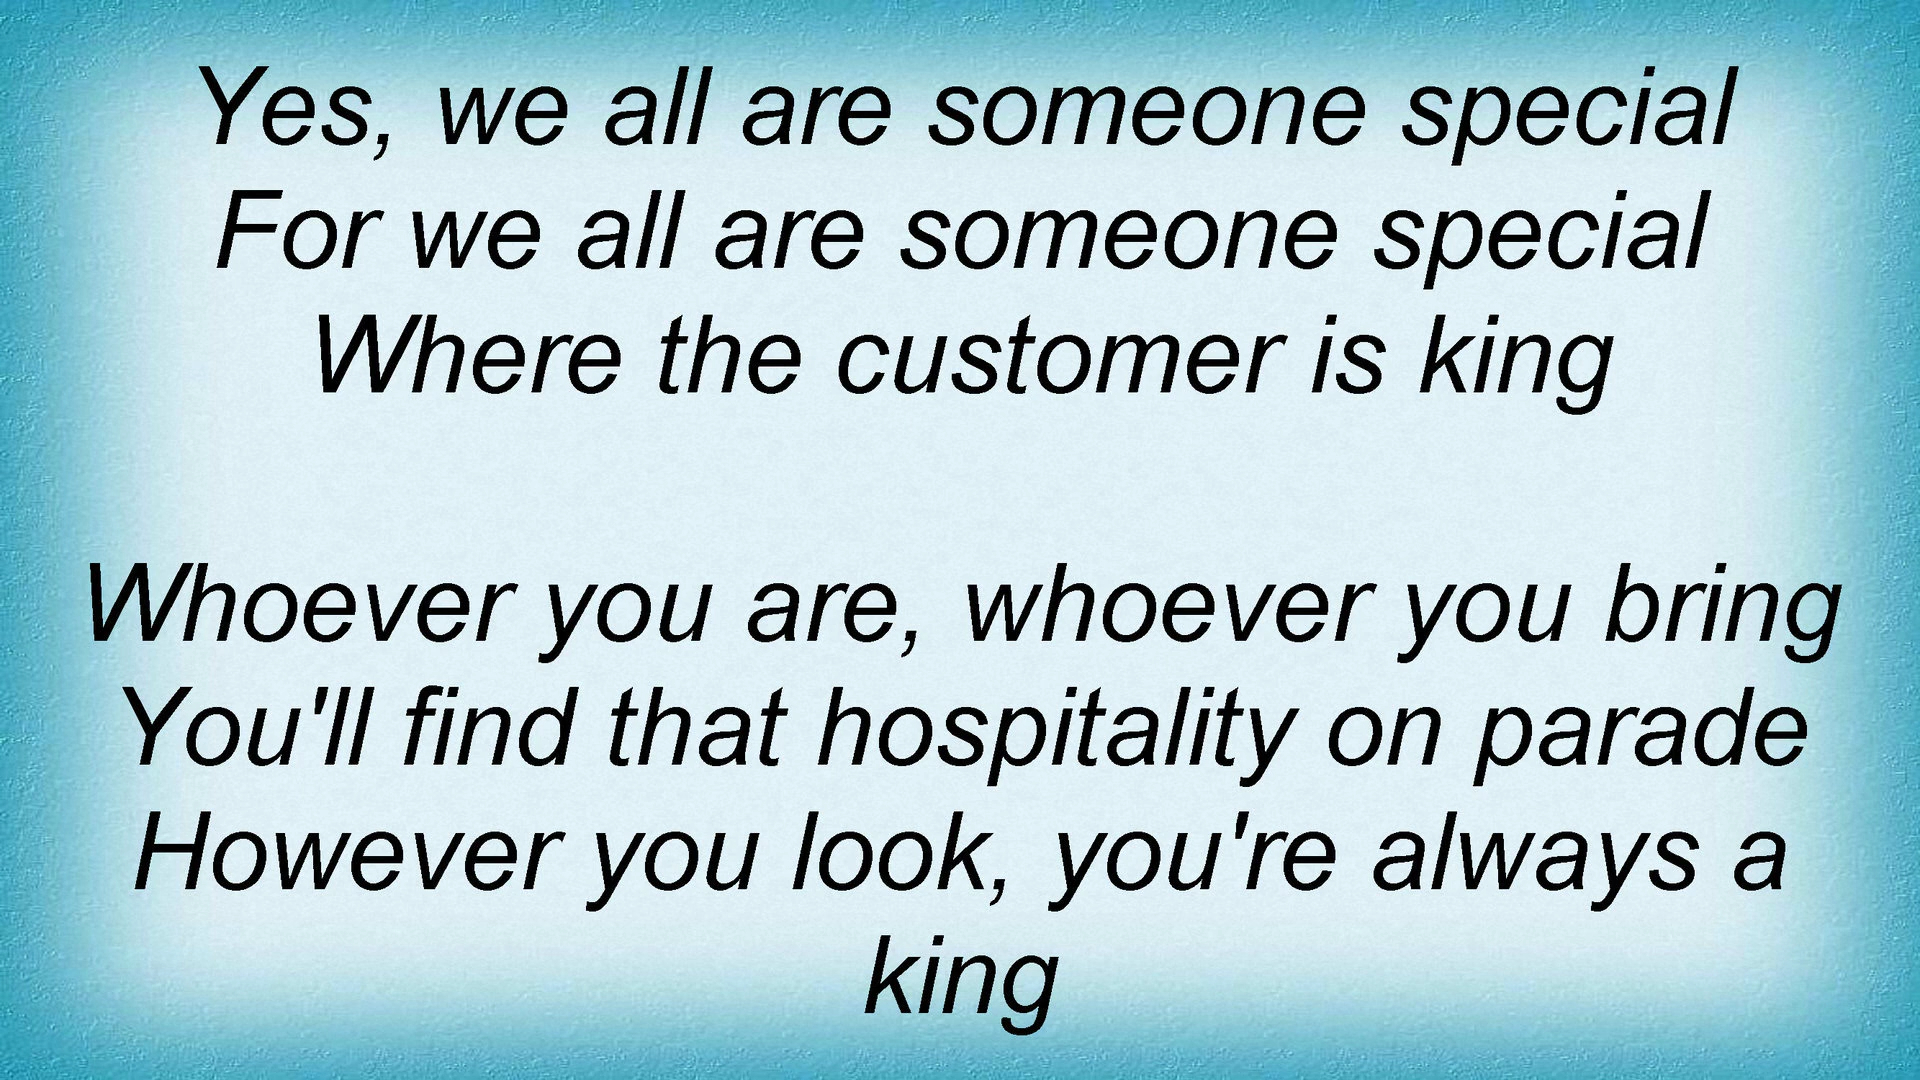 Yes, we all are someone special
For we all are someone special
Where the customer is king
Whoever you are, whoever you bring
You'll find that hospitality on parade
However you look, you're always a
king